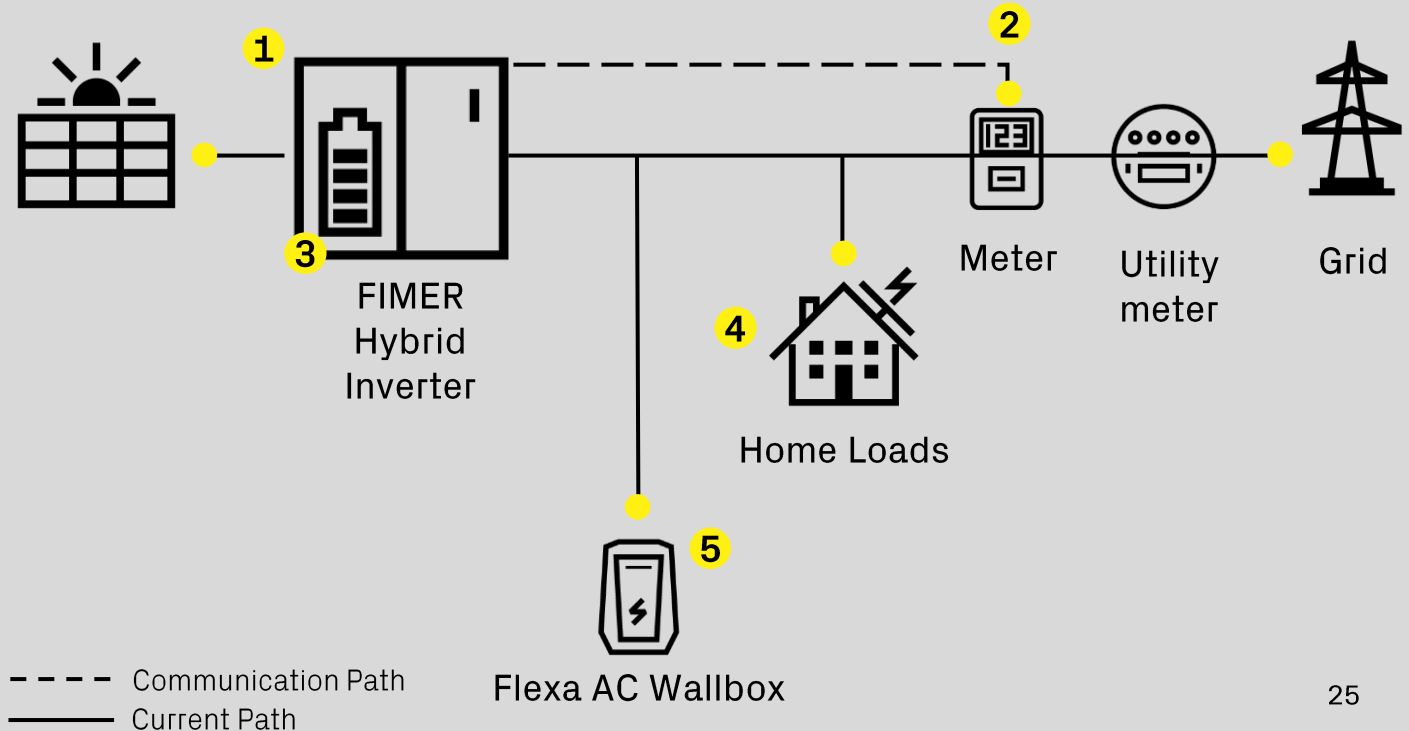 1
2
123
3
FIMER
Hybrid
Inverter
Meter
Utility
meter
Grid
4
Home Loads
5
Flexa AC Wallbox
Communication Path
Current Path
25